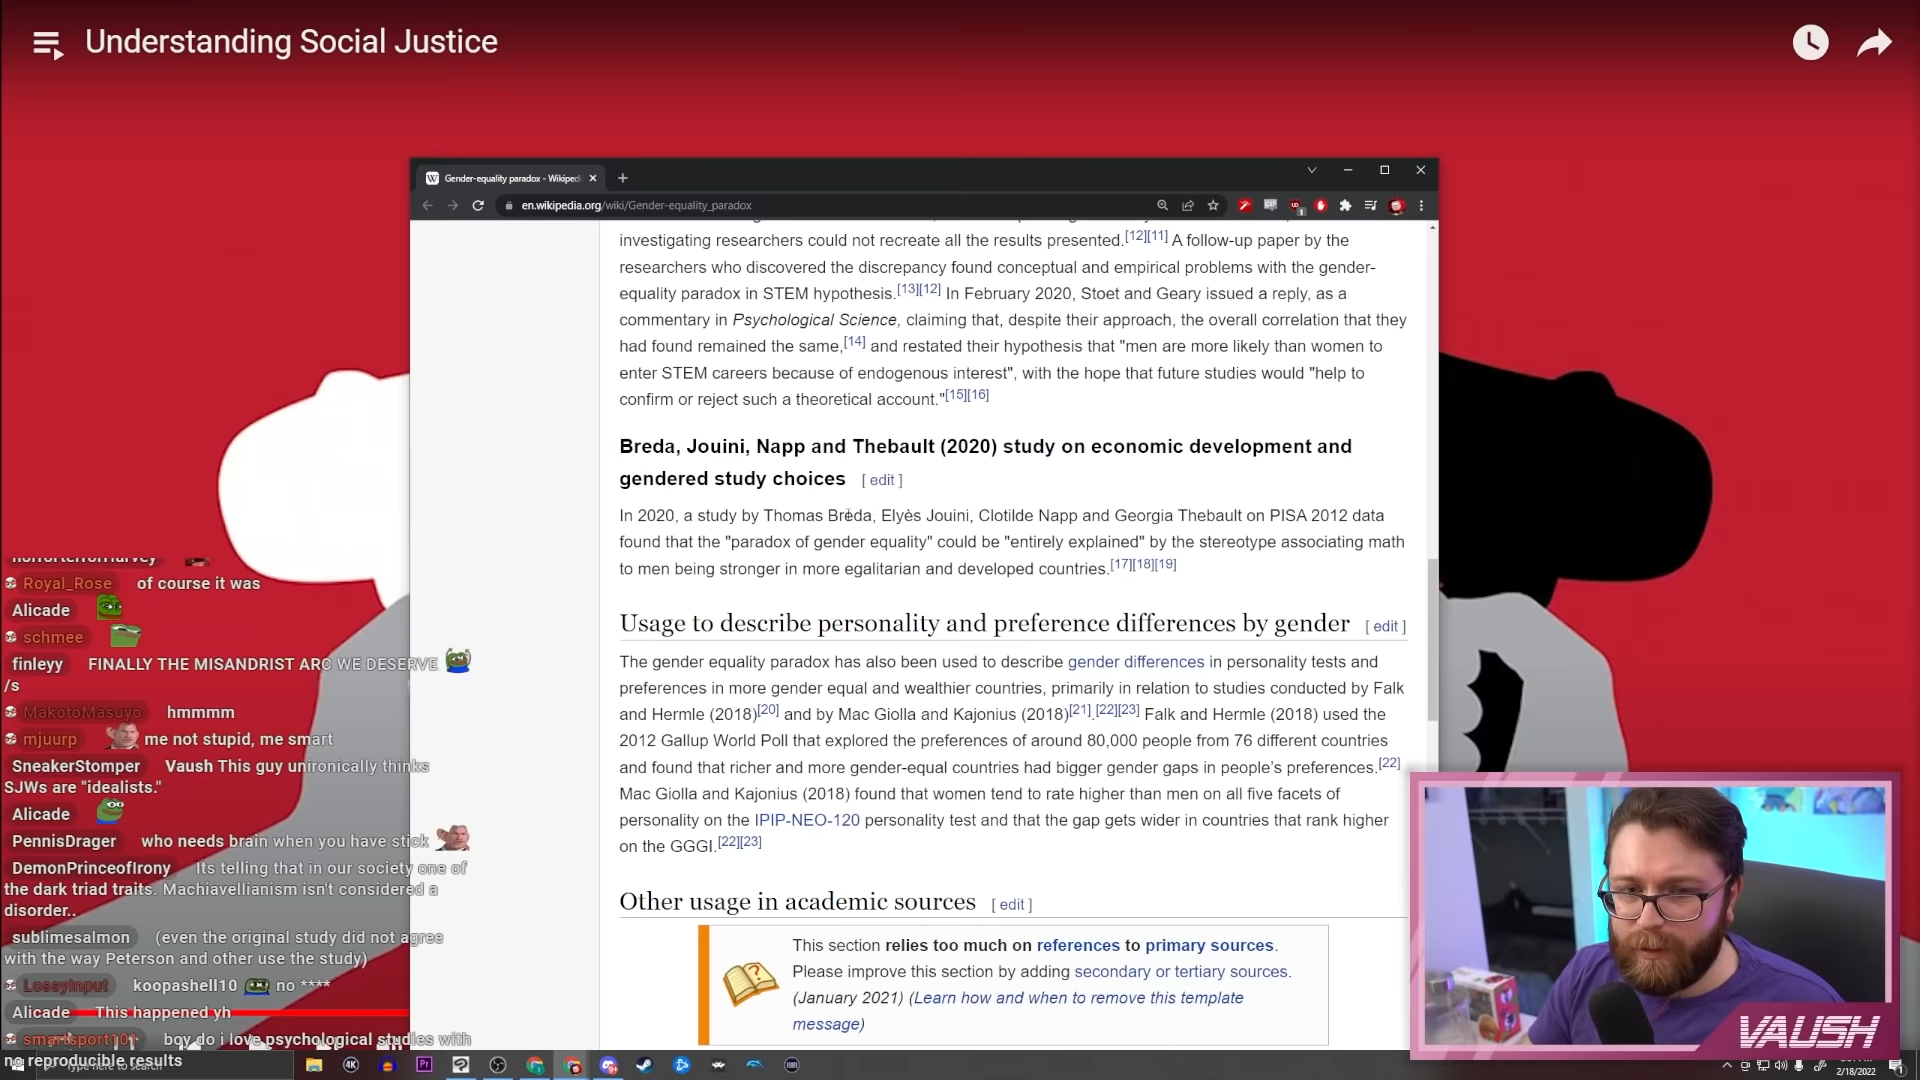 Understanding Social Justice
Gender-equality paradox - Wikiped
en.wikipedia.org/wiki/Gender-equality_paradox
investigating researchers could not recreate all the results presented.[12][11] A follow-up paper by the
researchers who discovered the discrepancy found conceptual and empirical problems with the gender-
equality paradox in STEM hypothesis.[13][12] In February 2020, Stoet and Geary issued a reply, as a
commentary in Psychological Science, claiming that, despite their approach, the overall correlation that they
had found remained the same,[14] and restated their hypothesis that "men are more likely than women to
enter STEM careers because of endogenous interest", with the hope that future studies would "help to
confirm or reject such a theoretical account."[15][16]
Breda, Jouini, Napp and Thebault (2020) study on economic development and
gendered study choices [ edit ]
In 2020, a study by Thomas Breda, Elyès Jouini, Clotilde Napp and Georgia Thebault on PISA 2012 data
found that the "paradox of gender equality" could be "entirely explained" by the stereotype associating math
to men being stronger in more egalitarian and developed countries.[17][18][19]
Usage to describe personality and preference differences by gender [ edit ]
The gender equality paradox has also been used to describe gender differences in personality tests and
preferences in more gender equal and wealthier countries, primarily in relation to studies conducted by Falk
and Hermle (2018)[20] and by Mac Giolla and Kajonius (2018)[21].[22][23] Falk and Hermle (2018) used the
2012 Gallup World Poll that explored the preferences of around 80,000 people from 76 different countries
and found that richer and more gender-equal countries had bigger gender gaps in people's preferences.[22]
Mac Giolla and Kajonius (2018) found that women tend to rate higher than men on all five facets of
personality on the IPIP-NEO-120 personality test and that the gap gets wider in countries that rank higher
on the GGGI.[22][23]
Other usage in academic sources [ edit ]
This section relies too much on references to primary sources.
Please improve this section by adding secondary or tertiary sources.
(January 2021) (Learn how and when to remove this template
message)
Royal_Rose of course it was
Alicade
schmee
finleyy FINALLY THE MISANDRIST ARC WE DESERVE
/s
MakotoMasuyo hmmmm
mjuurp me not stupid, me smart
SneakerStomper Vaush This guy unironically thinks
SJWs are "idealists."
Alicade
PennisDrager who needs brain when you have stick
DemonPrinceofIrony Its telling that in our society one of
the dark triad traits. Machiavellianism isn't considered a
disorder..
sublimesalmon (even the original study did not agree
with the way Peterson and other use the study)
LossyInput koopashell10 no ****
Alicade This happened yh
smartsport101 boy do i love psychological studies with
no reproducible results
Type here to search
VAUSH
2/18/2022